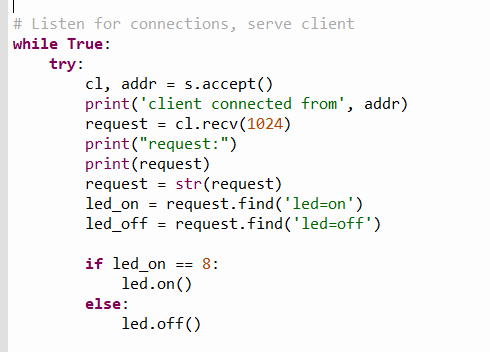 # Listen for connections, serve client
while True:
    try:
        cl, addr = s.accept()
        print('client connected from', addr)
        request = cl.recv(1024)
        print("request:")
        print(request)
        request = str(request)
        led_on = request.find('led=on')
        led_off = request.find('led=off')

        if led_on == 8:
            led.on()
        else:
            led.off()